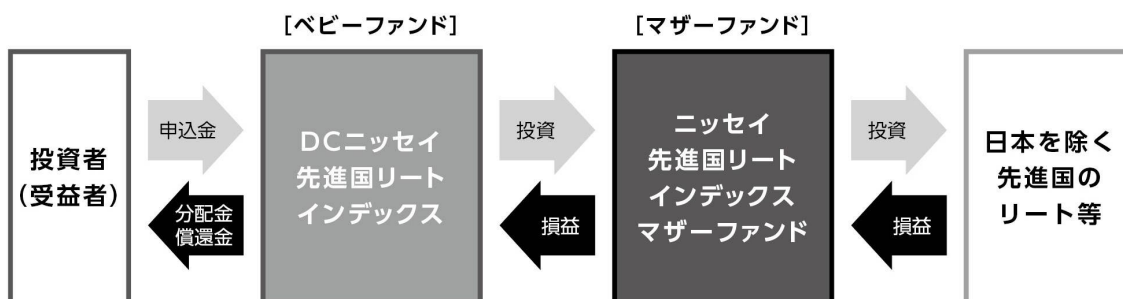 [ベビーファンド]
[マザーファンド]
投資者
(受益者)
申込金
分配金
償還金
DCニッセイ
先進国リート
インデックス
投資
損益
ニッセイ
先進国リート
インデックス
マザーファンド
投資
損益
日本を除く
先進国の
リート等